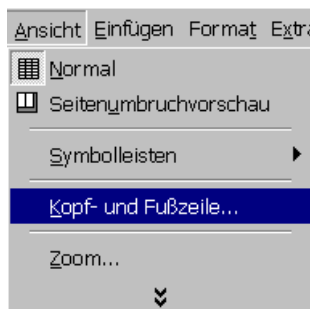 Ansicht Einfügen Format Extra
Normal
Seitenumbruchvorschau
Symbolleisten
Kopf- und Fußzeile...
Zoom...